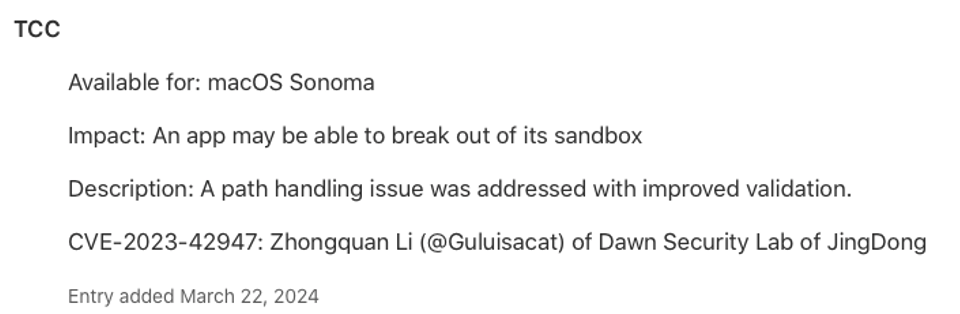 TCC
Available for: macOS Sonoma
Impact: An app may be able to break out of its sandbox
Description: A path handling issue was addressed with improved validation.
CVE-2023-42947: Zhongquan Li (@Guluisacat) of Dawn Security Lab of JingDong
Entry added March 22, 2024